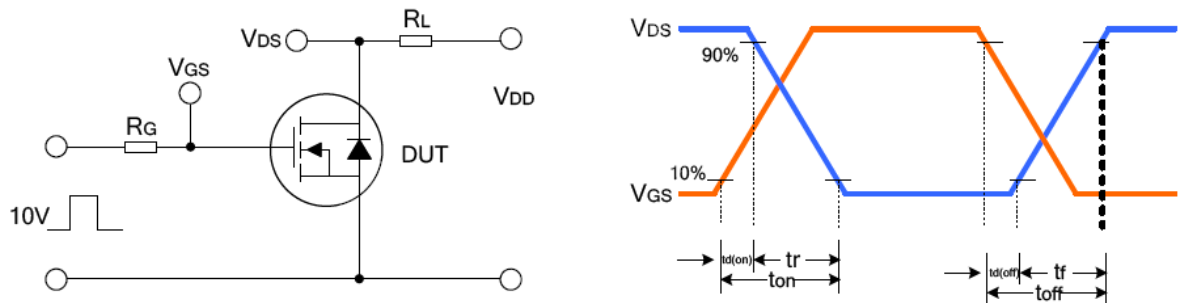 VDS
RL
VGS
VDD
RG
DUT
10V
VDS
90%
10%
VGS
td(on)
tr
td(off)
tf
ton
toff